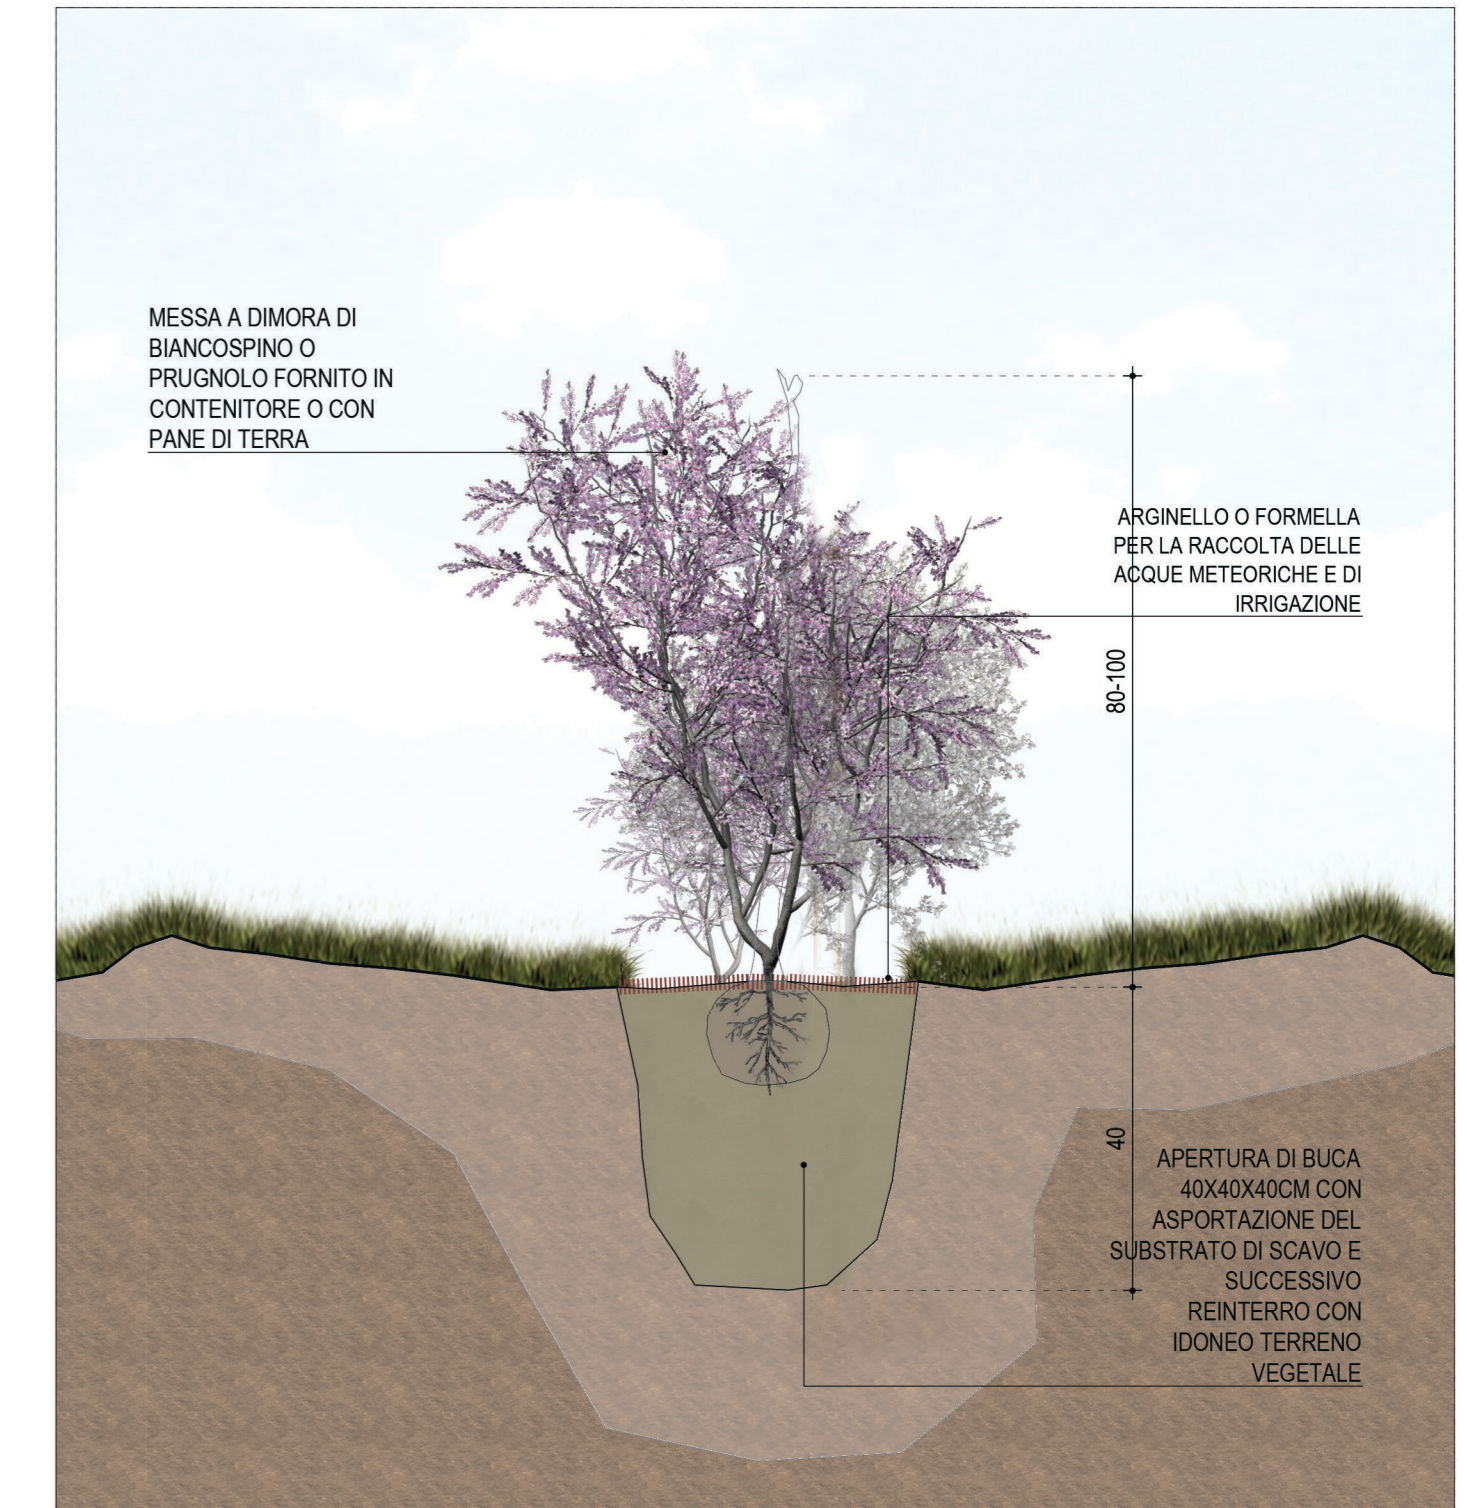 MESSA A DIMORA DI
BIANCOSPINO O
PRUGNOLO FORNITO IN
CONTENITORE O CON
PANE DI TERRA
ARGINELLO O FORMELLA
PER LA RACCOLTA DELLE
ACQUE METEORICHE E DI
IRRIGAZIONE
80-100
40
APERTURA DI BUCA
40X40X40CM CON
ASPORTAZIONE DEL
SUBSTRATO DI SCAVO E
SUCCESSIVO
REINTERRO CON
IDONEO TERRENO
VEGETALE